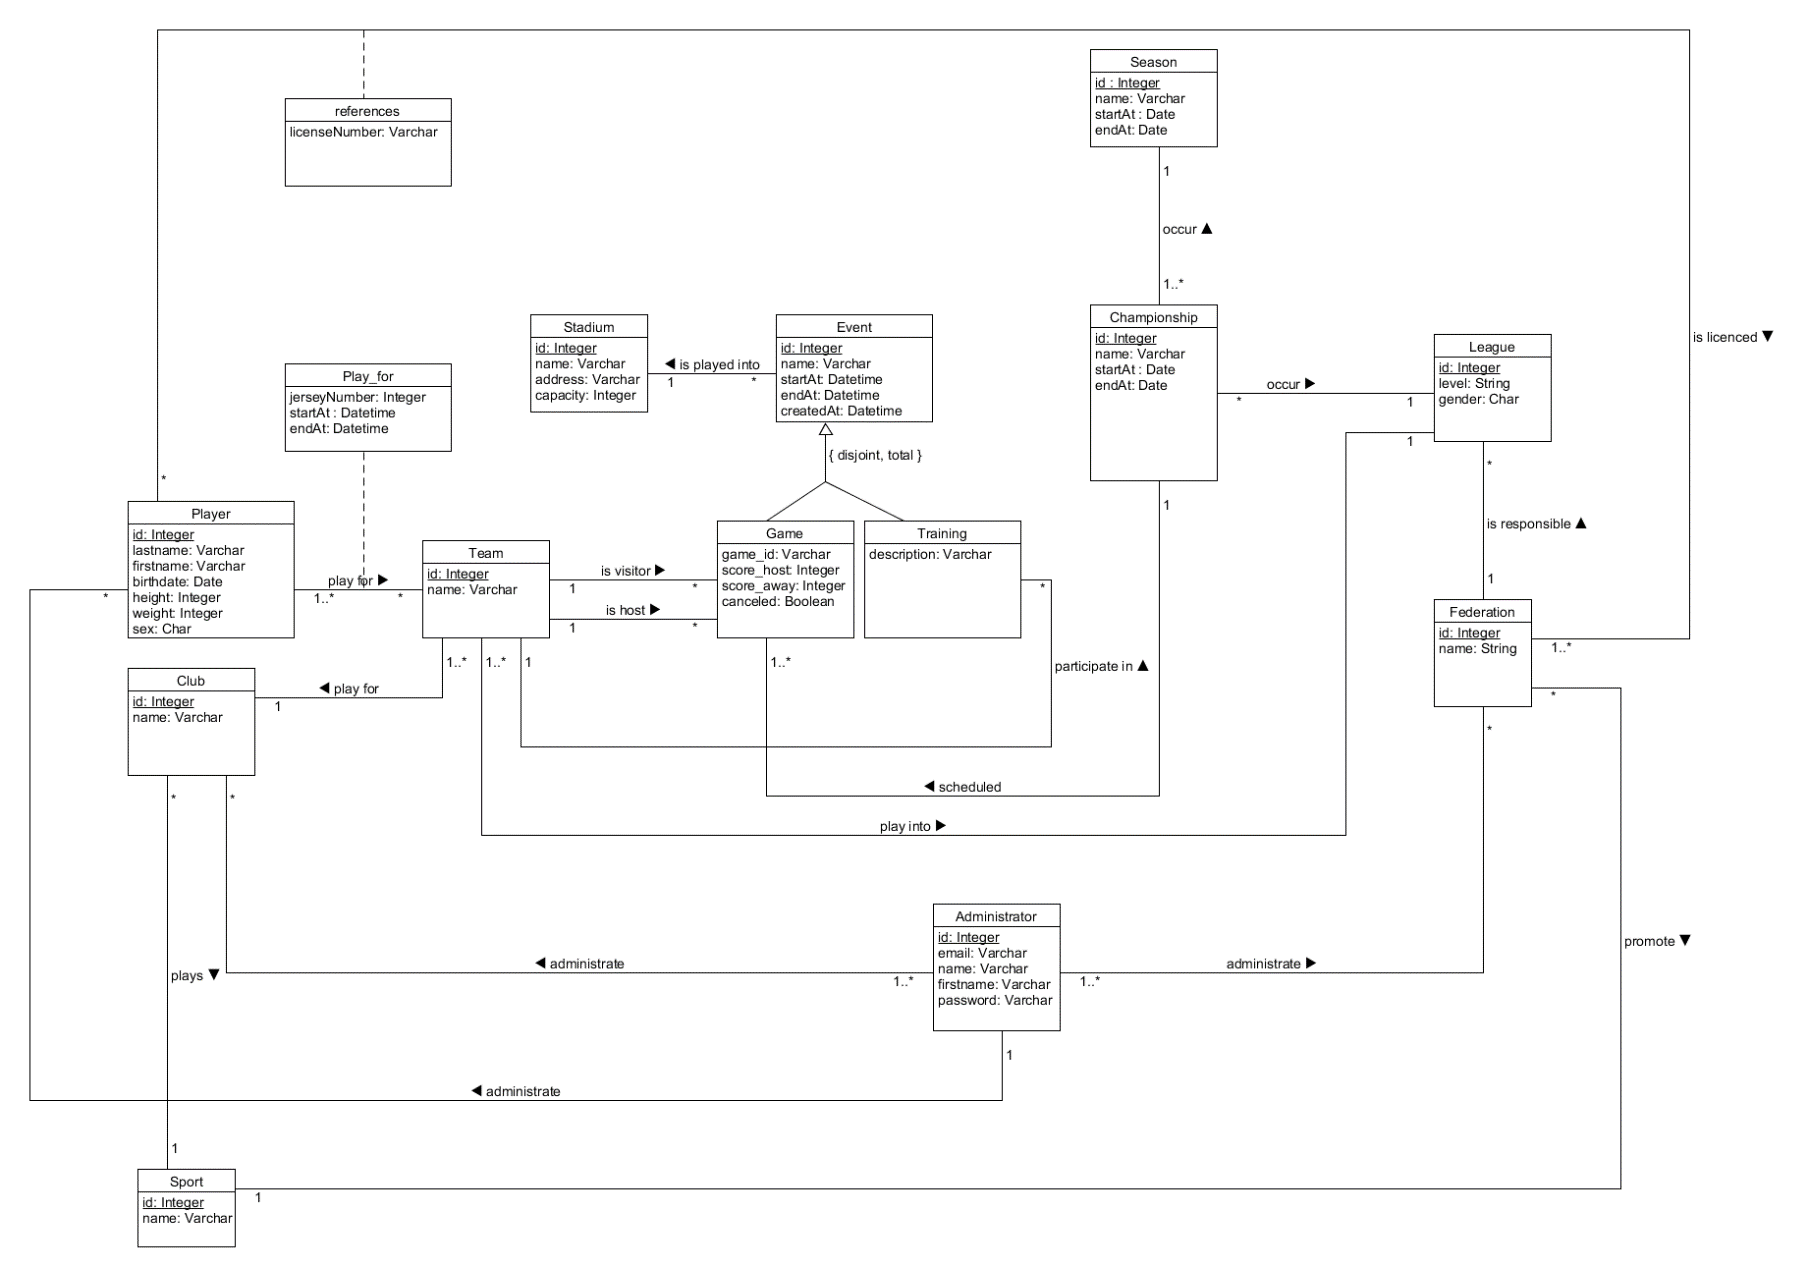 references
licenseNumber: Varchar
Season
id : Integer
name: Varchar
startAt : Date
endAt: Date
1
occur ▲
1..*
is licenced ▼
Stadium
id: Integer
name: Varchar
address: Varchar
capacity: Integer
◀ is played into
1
*
Event
id: Integer
name: Varchar
startAt: Datetime
endAt: Datetime
createdAt: Datetime
{ disjoint, total }
Championship
id: Integer
name: Varchar
startAt : Date
endAt: Date
occur ▶
*
1
League
id: Integer
level: String
gender: Char
1
*
is responsible ▲
1
Play_for
jerseyNumber: Integer
startAt : Datetime
endAt: Datetime
*
Player
id: Integer
lastname: Varchar
firstname: Varchar
birthdate: Date
height: Integer
weight: Integer
sex: Char
*
play for ▶
1..*
*
Team
id: Integer
name: Varchar
is visitor ▶
1
*
is host ▶
1
*
Game
game_id: Varchar
score_host: Integer
score_away: Integer
canceled: Boolean
Training
description: Varchar
*
1
participate in ▲
Federation
id: Integer
name: String
1..*
*
*
1..*
1..*
1
1..*
◀ play for
1
Club
id: Integer
name: Varchar
*
*
◀ scheduled
play into ▶
Administrator
id: Integer
email: Varchar
name: Varchar
firstname: Varchar
password: Varchar
◀ administrate
1..*
administrate ▶
1..*
promote ▼
plays ▼
1
◀ administrate
1
Sport
id: Integer
name: Varchar
1